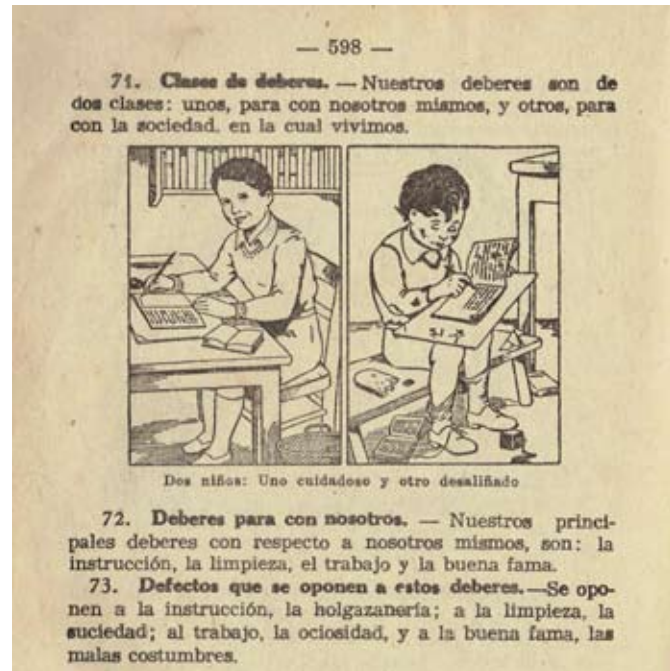 — 598 —
71. Clases de deberes. — Nuestros deberes son de
dos clases: unos, para con nosotros mismos, y otros, para
con la sociedad. en la cual vivimos.
Dos niños: Uno cuidadoso y otro desaliñado
72. Deberes para con nosotros. — Nuestros princi-
pales deberes con respecto a nosotros mismos, son: la
instrucción, la limpieza, el trabajo y la buena fama.
73. Defectos que se oponen a estos deberes.—Se opo-
nen a la instrucción, la holgazanería; a la limpieza, la
suciedad; al trabajo, la ociosidad, y a la buena fama, las
malas costumbres.